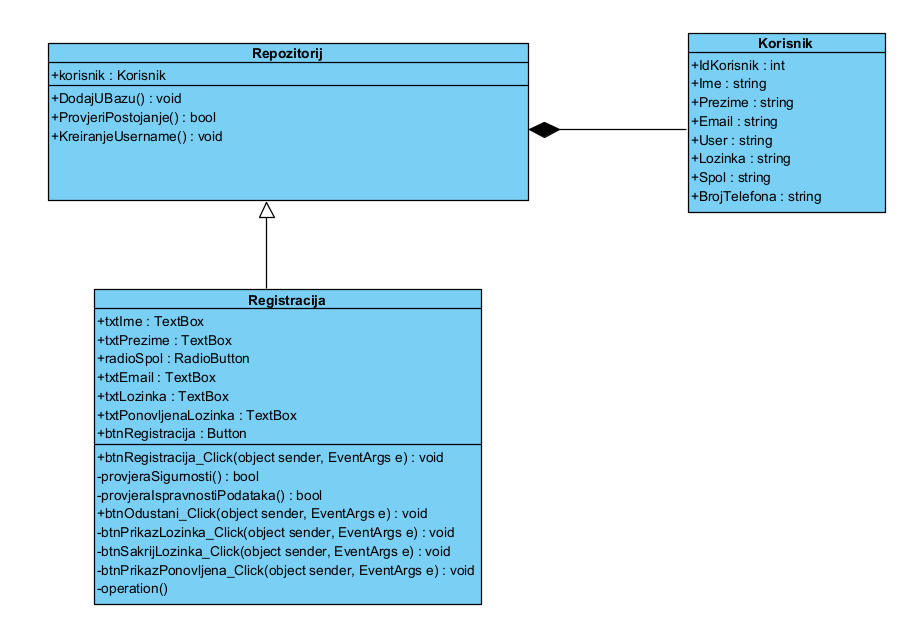 Repozitorij
+korisnik : Korisnik
+DodajUBazu() : void
+ProvjeriPostojanje() : bool
+KreiranjeUsername() : void
Korisnik
+IdKorisnik : int
+Ime : string
+Prezime : string
+Email : string
+User : string
+Lozinka : string
+Spol : string
+BrojTelefona : string
Registracija
+txtIme : TextBox
+txtPrezime : TextBox
+radioSpol : RadioButton
+txtEmail : TextBox
+txtLozinka : TextBox
+txtPonovljenaLozinka : TextBox
+btnRegistracija : Button
+btnRegistracija_Click(object sender, EventArgs e) : void
-provjeraSigurnosti() : bool
-provjeraIspravnostiPodataka() : bool
+btnOdustani_Click(object sender, EventArgs e) : void
-btnPrikazLozinka_Click(object sender, EventArgs e) : void
-btnSakrijLozinka_Click(object sender, EventArgs e) : void
-btnPrikazPonovljena_Click(object sender, EventArgs e) : void
-operation()